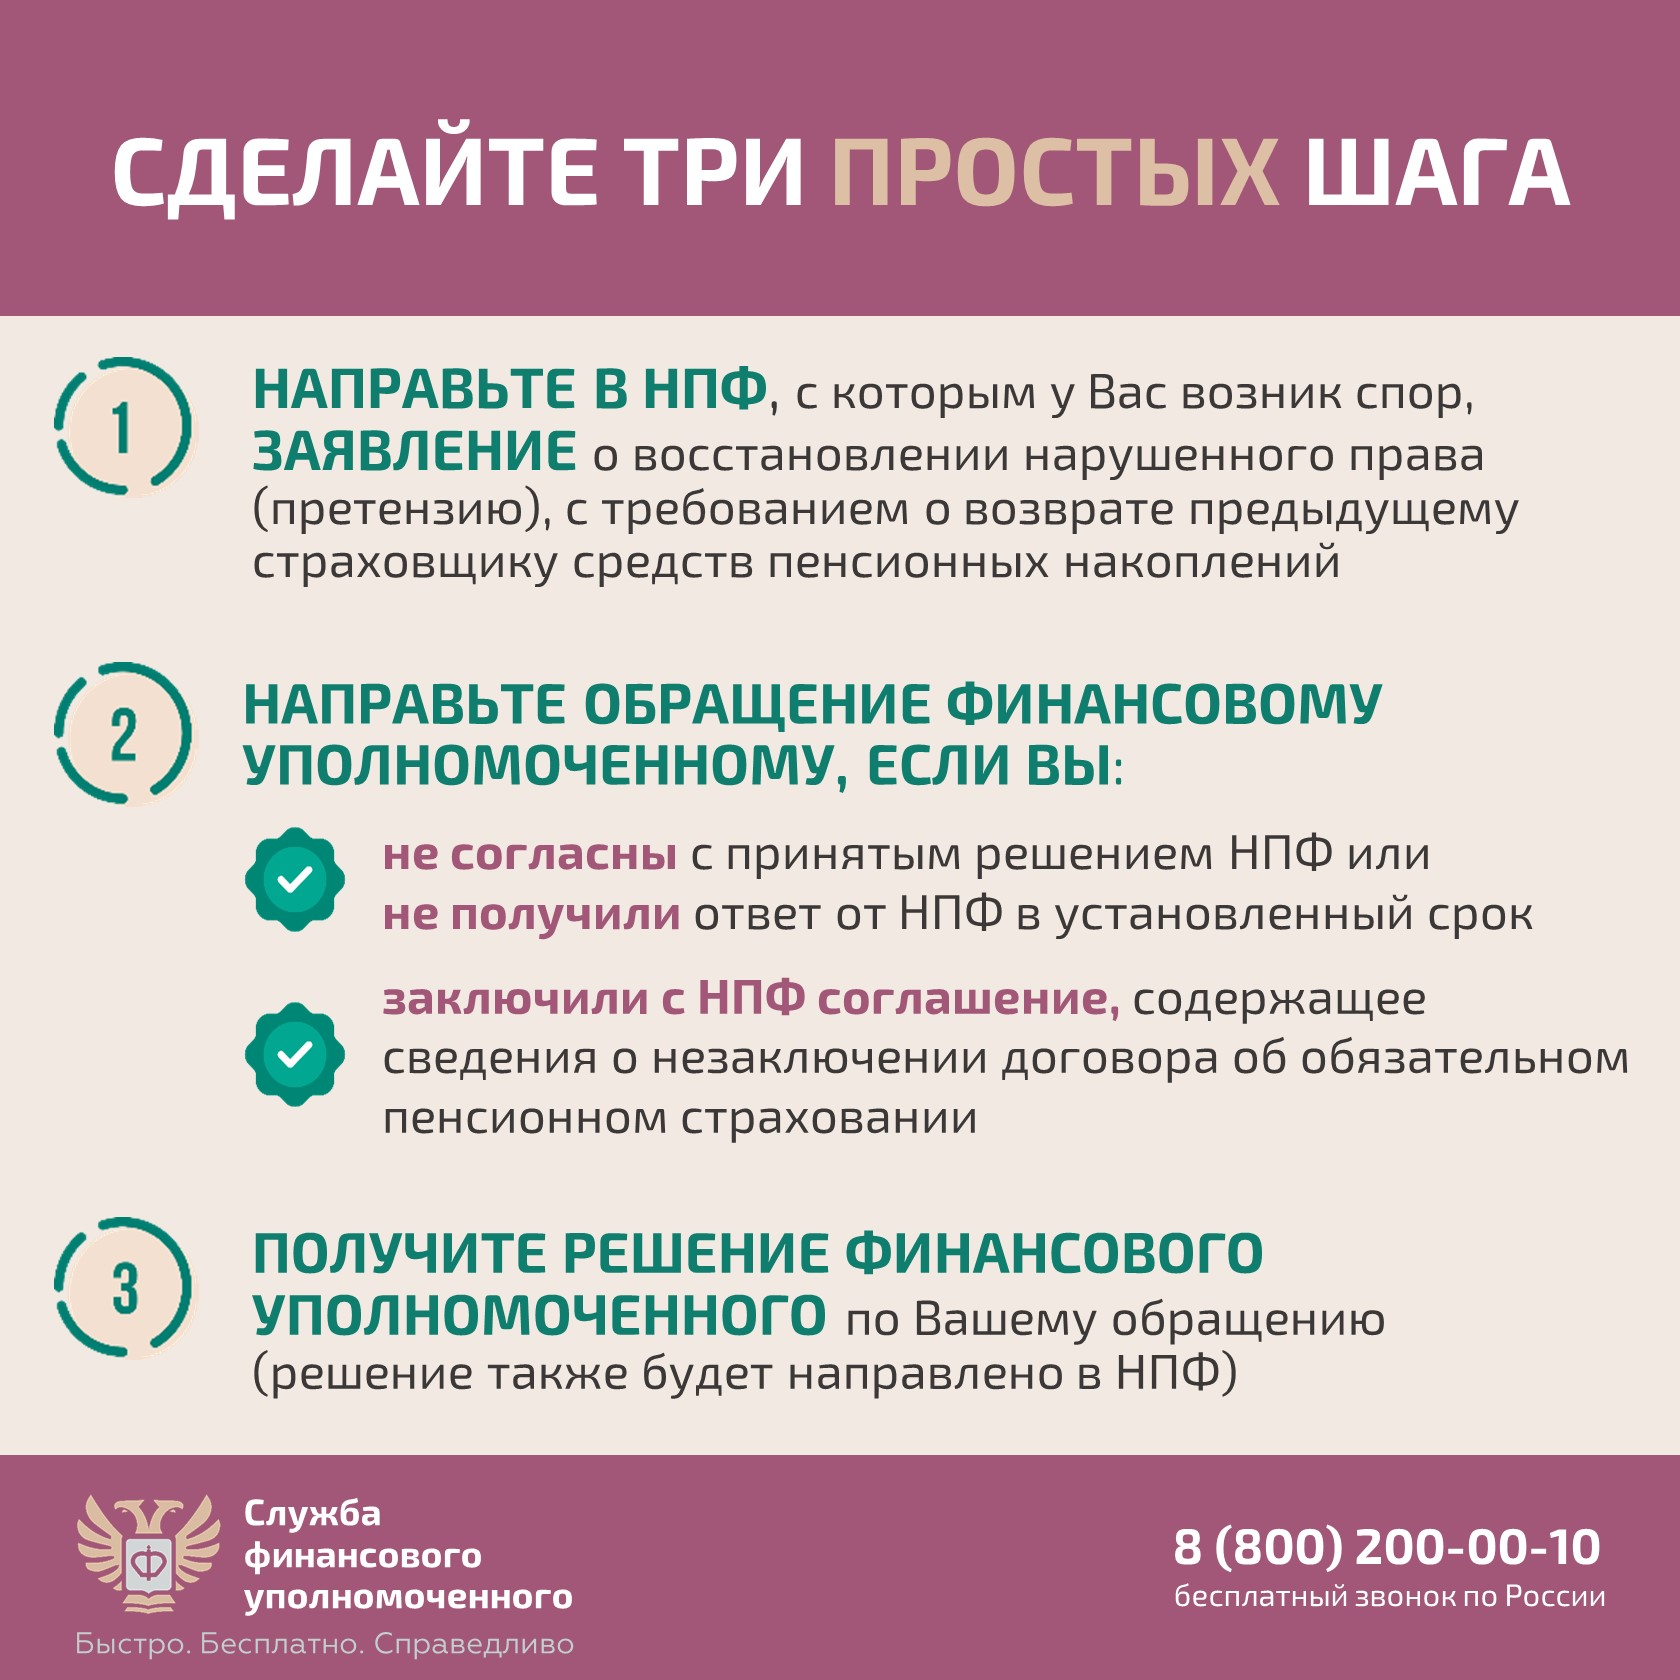 СДЕЛАЙТЕ ТРИ ПРОСТЫХ ШАГА
1
НАПРАВЬТЕ В НПФ, с которым у Вас возник спор,
ЗАЯВЛЕНИЕ о восстановлении нарушенного права
(претензию), с требованием о возврате предыдущему
страховщику средств пенсионных накоплений
2
НАПРАВЬТЕ ОБРАЩЕНИЕ ФИНАНСОВОМУ
УПОЛНОМОЧЕННОМУ, ЕСЛИ ВЫ:
не согласны с принятым решением НПФ или
не получили ответ от НПФ в установленный срок
заключили с НПФ соглашение, содержащее
сведения о незаключении договора об обязательном
пенсионном страховании
3
ПОЛУЧИТЕ РЕШЕНИЕ ФИНАНСОВОГО
УПОЛНОМОЧЕННОГО по Вашему обращению
(решение также будет направлено в НПФ)
Ф
Служба
финансового
уполномоченного
Быстро. Бесплатно. Справедливо
8 (800) 200-00-10
бесплатный звонок по России